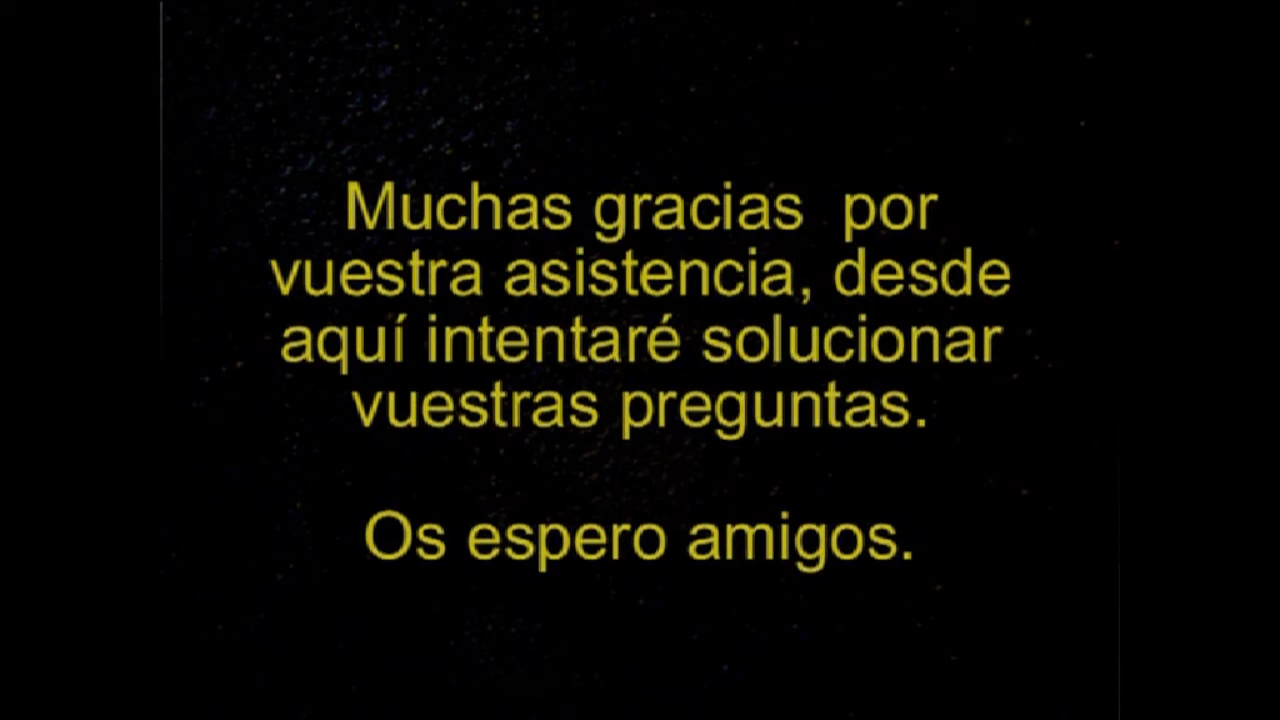 Muchas gracias  por
vuestra asistencia, desde
aquí intentaré solucionar
vuestras preguntas.
Os espero amigos.